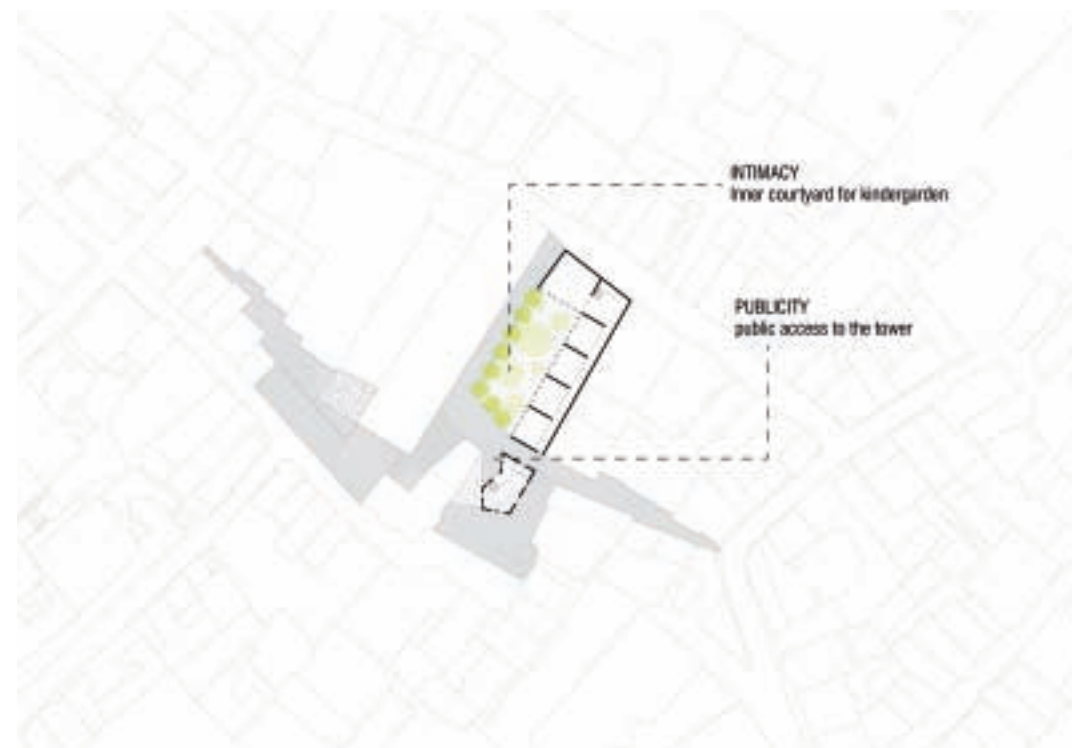 INTIMACY
Inner courtyard for kindergarden
PUBLICITY
public access to the tower